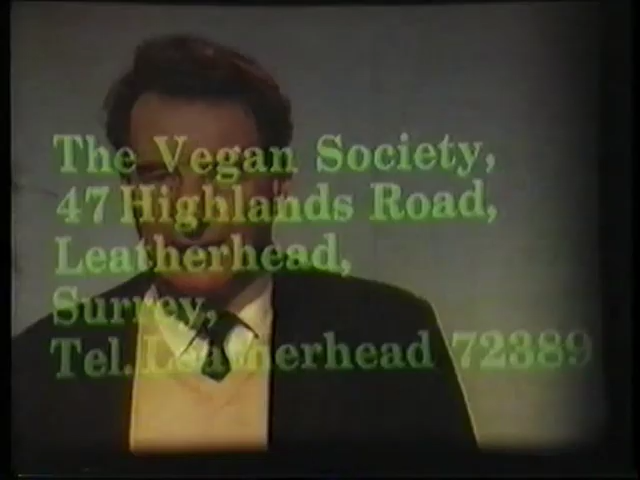 The Vegan Society,
47 Highlands Road,
Leatherhead,
Surrey,
Tel. Leatherhead 72389